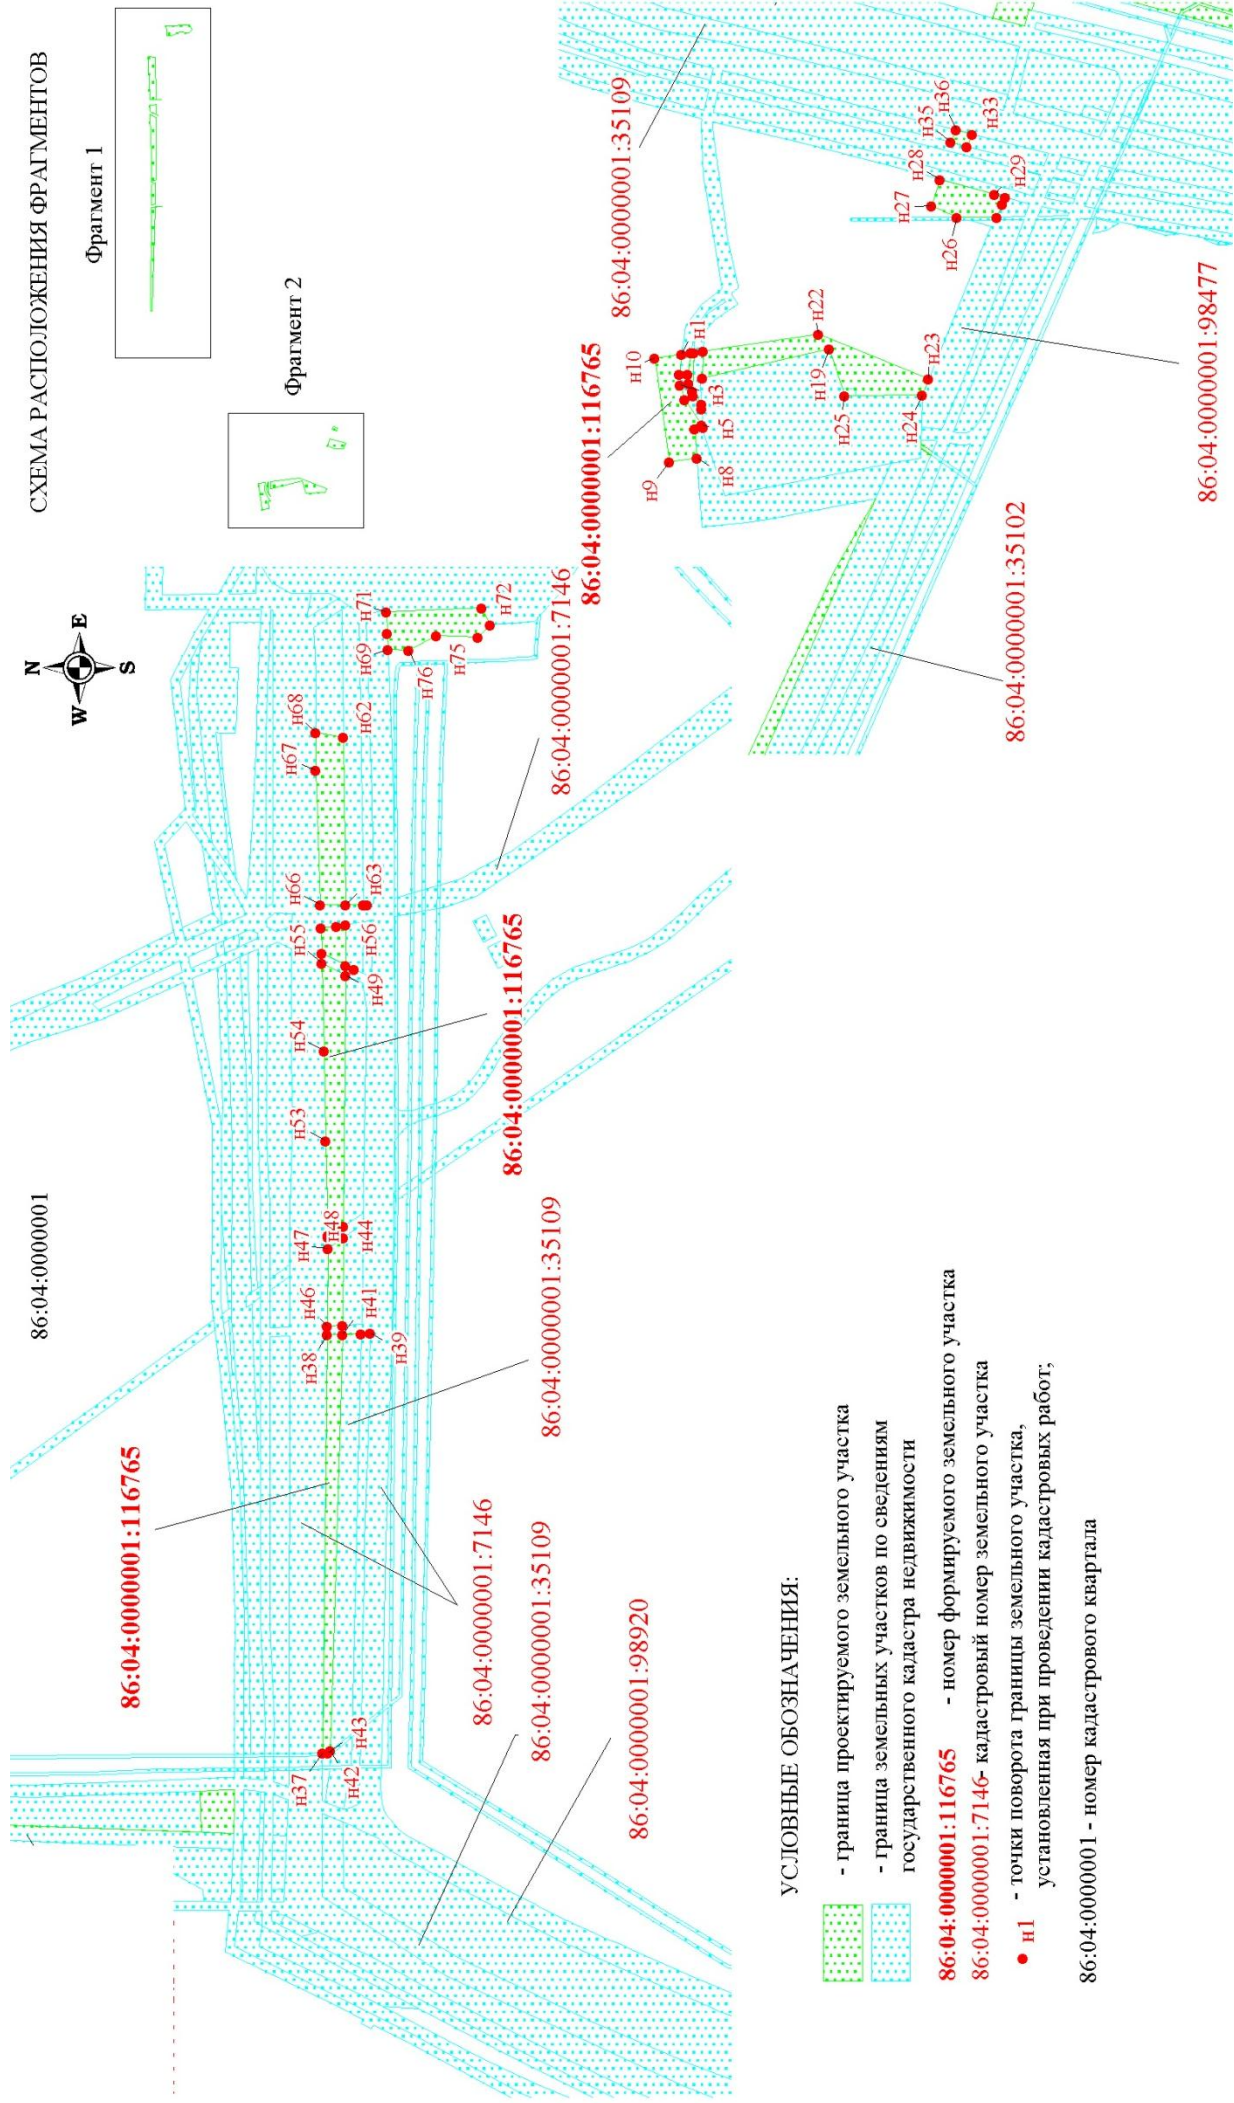 СХЕМА РАСПОЛОЖЕНИЯ ФРАГМЕНТОВ
Фрагмент 1
Фрагмент 2
N
W
E
S
86:04:0000001
86:04:0000001:116765
н37
н42
н43
н38
н46
н41
н39
н47
н48
н44
н53
н54
н55
н49
н56
н66
н63
н67
н68
н62
н69
н71
н76
н75
н72
86:04:0000001:7146
86:04:0000001:35109
86:04:0000001:98920
86:04:0000001:35109
86:04:0000001:116765
86:04:0000001:7146
86:04:0000001:116765
86:04:0000001:35109
н9
н10
н8
н5
н3
н1
н19
н22
н25
н24
н23
н27
н28
н26
н29
н35
н36
н33
86:04:0000001:35102
86:04:0000001:98477
УСЛОВНЫЕ ОБОЗНАЧЕНИЯ:
- граница проектируемого земельного участка
- граница земельных участков по сведениям
государственного кадастра недвижимости
86:04:0000001:116765 - номер формируемого земельного участка
86:04:0000001:7146- кадастровый номер земельного участка
н1 - точки поворота границы земельного участка,
установленная при проведении кадастровых работ;
86:04:0000001 - номер кадастрового квартала